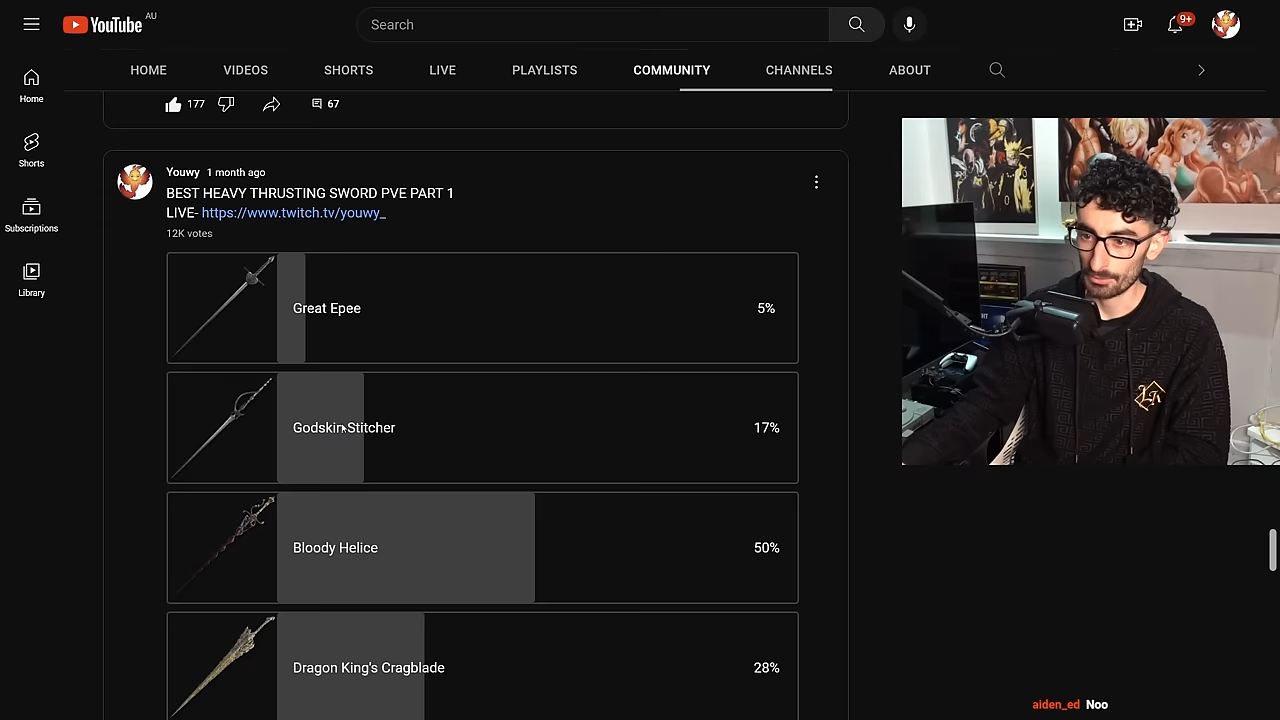 YouTube AU
Search
9+
HOME VIDEOS SHORTS LIVE PLAYLISTS COMMUNITY CHANNELS ABOUT
Home
Shorts
Subscriptions
Library
177 67
Youwy 1 month ago
BEST HEAVY THRUSTING SWORD PVE PART 1
LIVE- https://www.twitch.tv/youwy_
12K votes
Great Epee 5%
Godskin Stitcher 17%
Bloody Helice 50%
Dragon King's Cragblade 28%
aiden_ed Noo